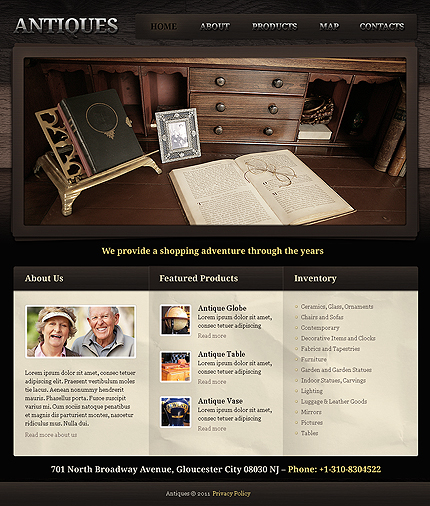 ANTIQUES
HOME ABOUT PRODUCTS MAP CONTACTS
We provide a shopping adventure through the years
About Us
Lorem ipsum dolor sit amet, consec tetuer
adipiscing elit. Praesent vestibulum moles
tie lacus. Aenean nonummy hendrerit
mauris. Phasellus porta. Fusce suscipit
varius mi. Cum sociis natoque penatibus
et magnis dis parturient montes, nasoetur
ridiculus mus. Nulla dui.
Read more about us
Featured Products
Antique Globe
Lorem ipsum dolor sit amet,
consec tetuer adipiscing
Read more
Antique Table
Lorem ipsum dolor sit amet,
consec tetuer adipiscing
Read more
Antique Vase
Lorem ipsum dolor sit amet,
consec tetuer adipiscing
Read more
Inventory
Ceramics, Glass, Ornaments
Chairs and Sofas
Contemporary
Decorative Items and Clocks
Fabrics and Tapestries
Furniture
Garden and Garden Statues
Indoor Statues, Carvings
Lighting
Luggage & Leather Goods
Mirrors
Pictures
Tables
701 North Broadway Avenue, Gloucester City 08030 NJ – Phone: +1-310-8304522
Antiques © 2011 Privacy Policy